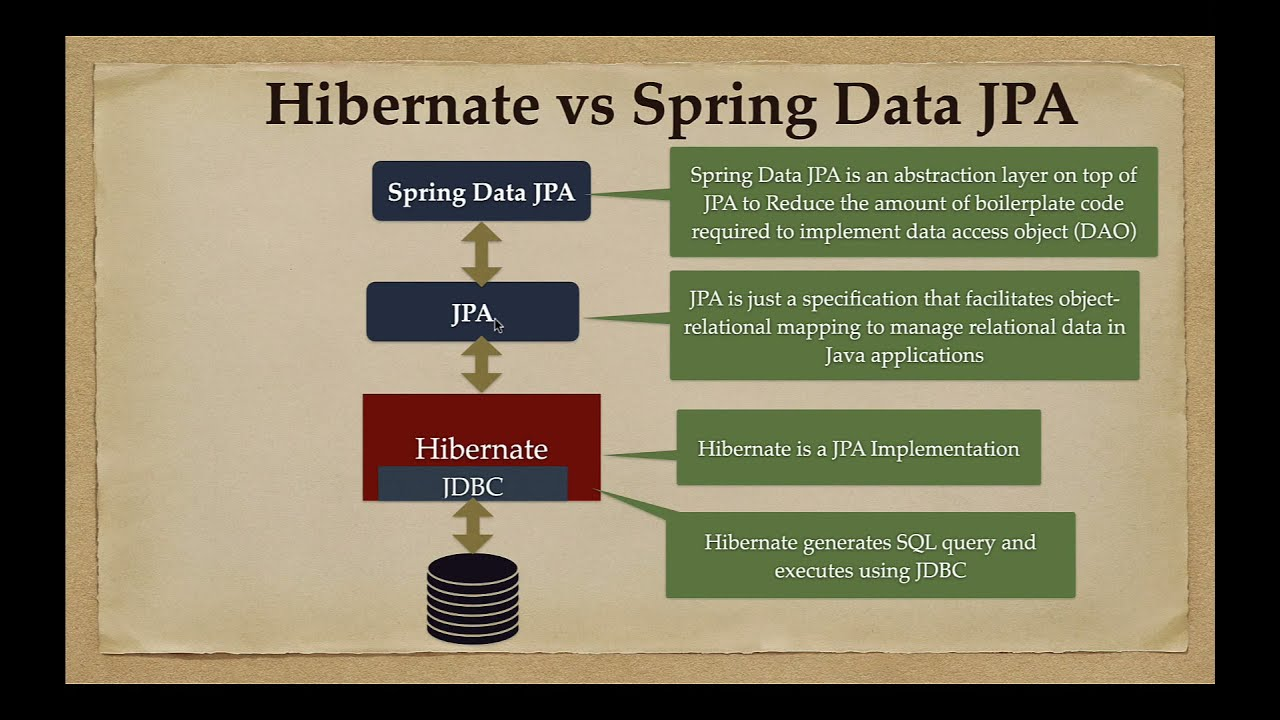 Hibernate vs Spring Data JPA
Spring Data JPA
Spring Data JPA is an abstraction layer on top of
JPA to Reduce the amount of boilerplate code
required to implement data access object (DAO)
JPA
JPA is just a specification that facilitates object-
relational mapping to manage relational data in
Java applications
Hibernate
JDBC
Hibernate is a JPA Implementation
Hibernate generates SQL query and
executes using JDBC